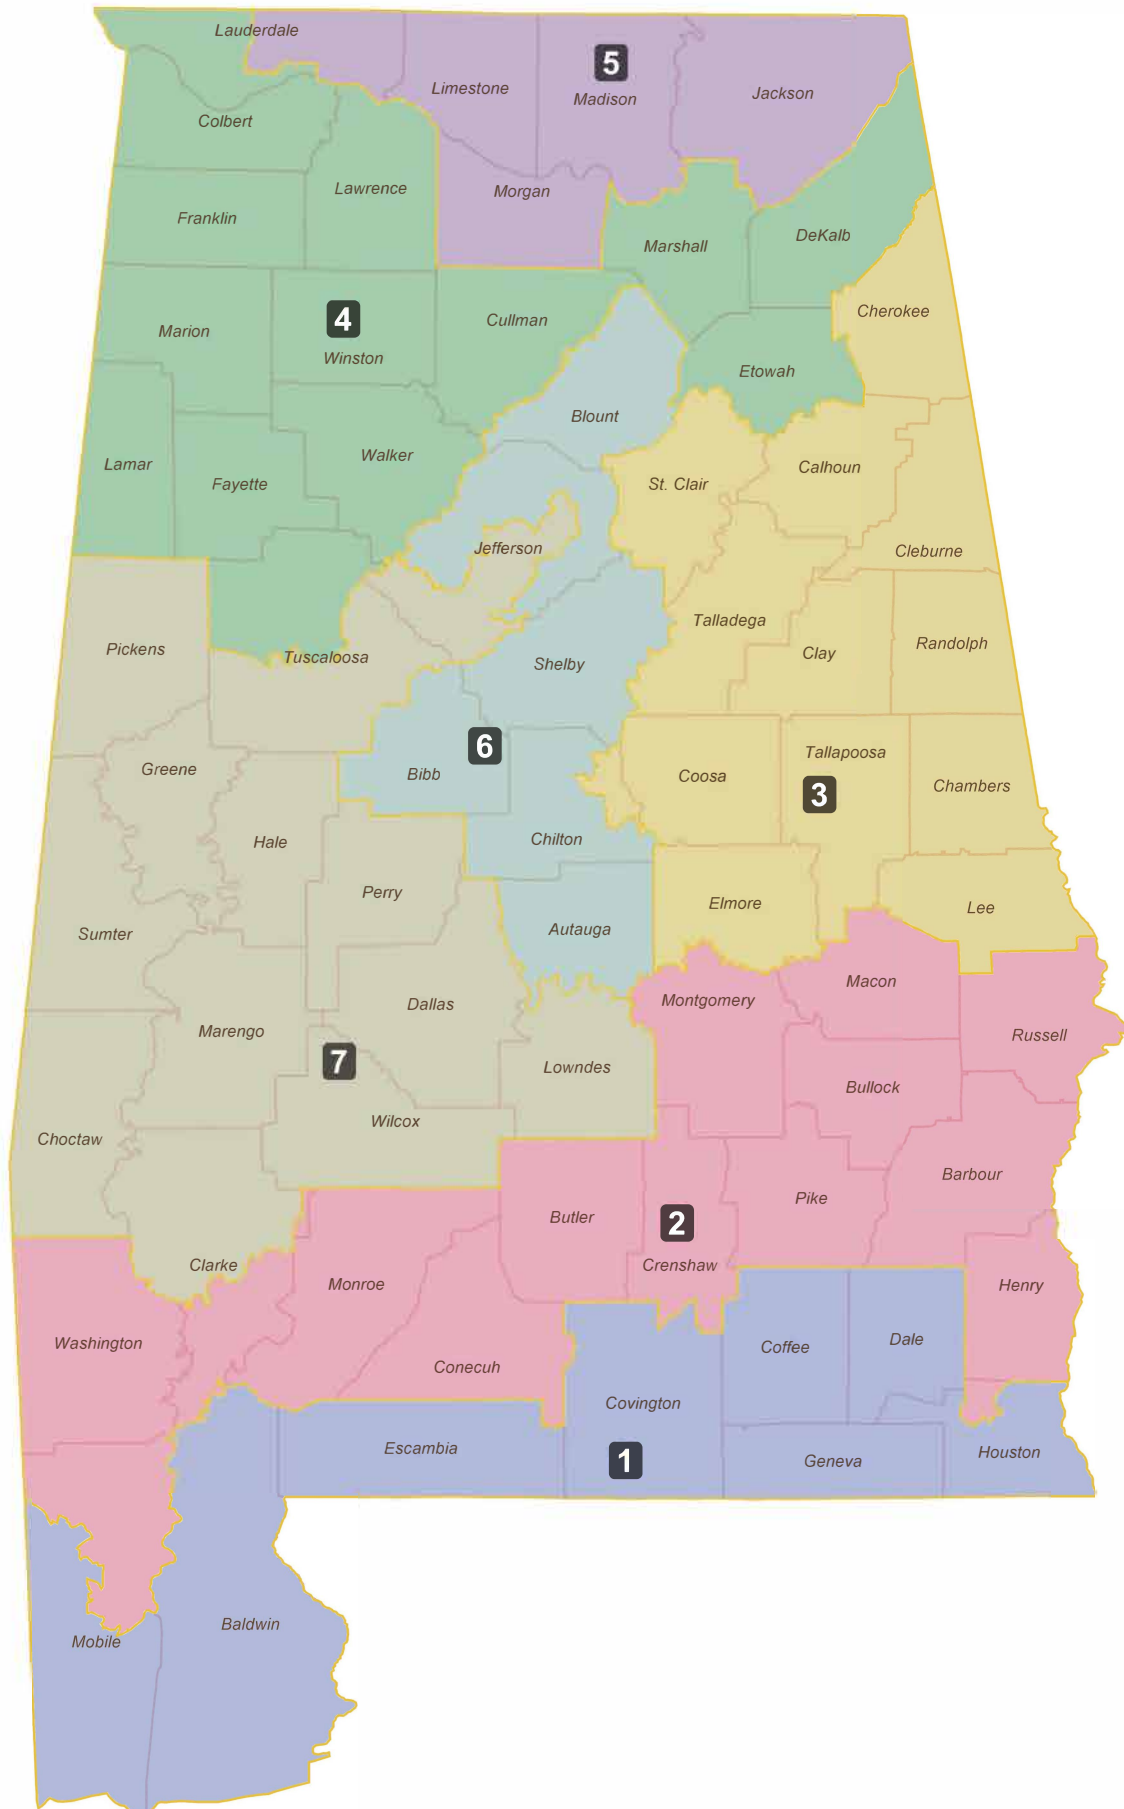 Lauderdale
5
Limestone
Madison
Jackson
Colbert
Lawrence
Morgan
Franklin
DeKalb
Marshall
Cherokee
4
Cullman
Marion
Winston
Etowah
Blount
Walker
Lamar
Calhoun
Fayette
St. Clair
Jefferson
Cleburne
Talladega
Pickens
Randolph
Clay
Tuscaloosa
Shelby
6
Tallapoosa
Greene
Bibb
Coosa
Chambers
3
Chilton
Hale
Perry
Elmore
Lee
Autauga
Sumter
Macon
Montgomery
Dallas
Marengo
Russell
7
Lowndes
Bullock
Wilcox
Choctaw
Barbour
Pike
Butler
2
Clarke
Crenshaw
Monroe
Henry
Washington
Dale
Coffee
Conecuh
Covington
Escambia
Houston
1
Geneva
Baldwin
Mobile